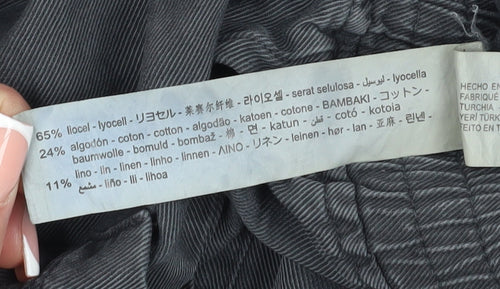 65% liocel - lyocell - リヨセル - 莱赛尔纤维 - 라이오셀 - serat selulosa - ليوسيل - lyocella
24% algodón - coton - cotton - algodão - katoen - cotone - ΒΑΜΒΑΚΙ - コットン -
baumwolle - bomuld - bombaž - 棉 - 면 - katun - قطن - cotó - kotoia
lino - lin - linen - linho - linnen - ΛΙΝΟ - リネン - leinen - hør - lan - 亚麻 - 린넨 -
11% - liño - lli - lihoa
HECHO EN
FABRIQUÉ
TURCHIA
YERİ TÜRK
TEITO EN